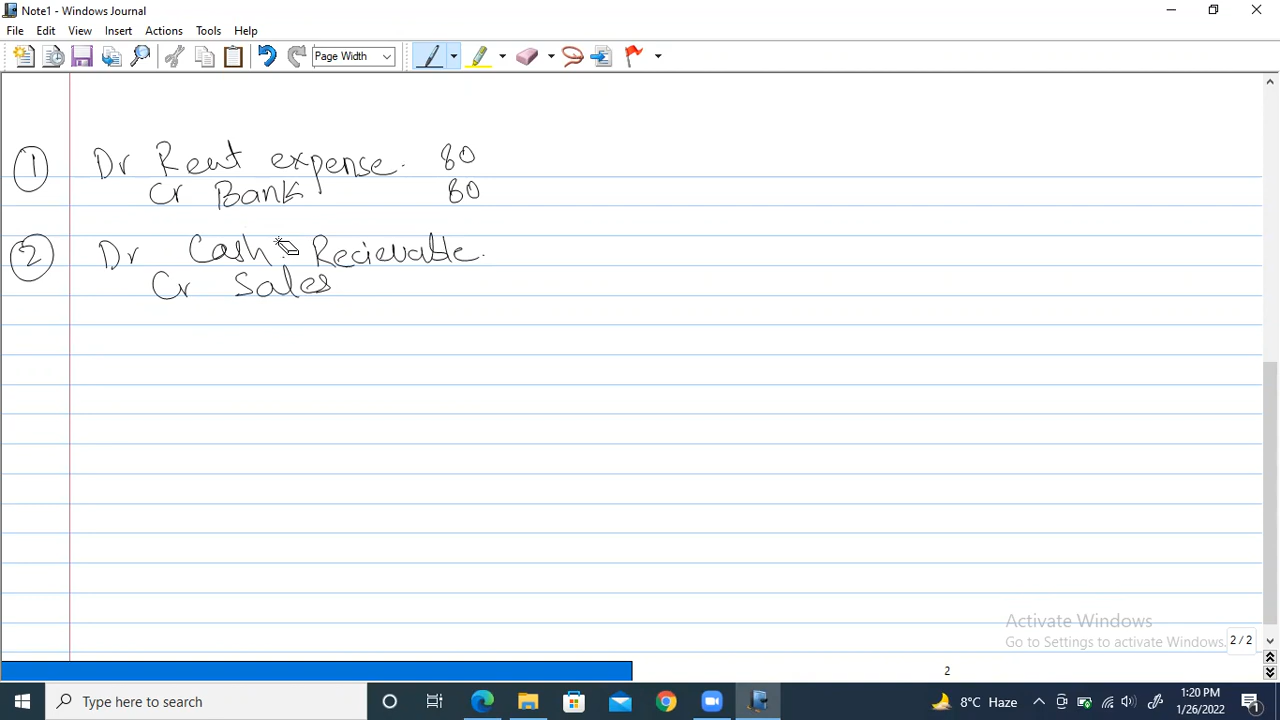 Note1 - Windows Journal
File Edit View Insert Actions Tools Help
Page Width
1 Dr Rent expense. 80
Cr Bank 80
2 Dr Cash: Recievable.
Cr Sales
Activate Windows
Go to Settings to activate Windows.
2 / 2
2
Type here to search
8°C Haze
1:20 PM
1/26/2022
1